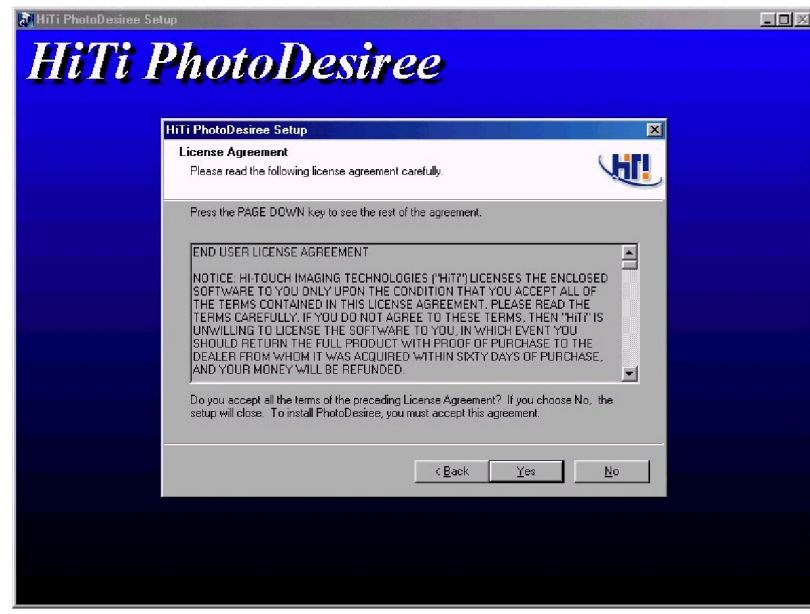 HiTi PhotoDesiree Setup
HiTi PhotoDesiree
HiTi PhotoDesiree Setup
License Agreement
Please read the following license agreement carefully.
HiTi
Press the PAGE DOWN key to see the rest of the agreement.
END USER LICENSE AGREEMENT
NOTICE: HI-TOUCH IMAGING TECHNOLOGIES ("HiTi") LICENSES THE ENCLOSED
SOFTWARE TO YOU ONLY UPON THE CONDITION THAT YOU ACCEPT ALL OF
THE TERMS CONTAINED IN THIS LICENSE AGREEMENT. PLEASE READ THE
TERMS CAREFULLY. IF YOU DO NOT AGREE TO THESE TERMS, THEN "HiTi" IS
UNWILLING TO LICENSE THE SOFTWARE TO YOU, IN WHICH EVENT YOU
SHOULD RETURN THE FULL PRODUCT WITH PROOF OF PURCHASE TO THE
DEALER FROM WHOM IT WAS ACQUIRED WITHIN SIXTY DAYS OF PURCHASE,
AND YOUR MONEY WILL BE REFUNDED.
Do you accept all the terms of the preceding License Agreement? If you choose No, the
setup will close. To install PhotoDesiree, you must accept this agreement.
< Back Yes No